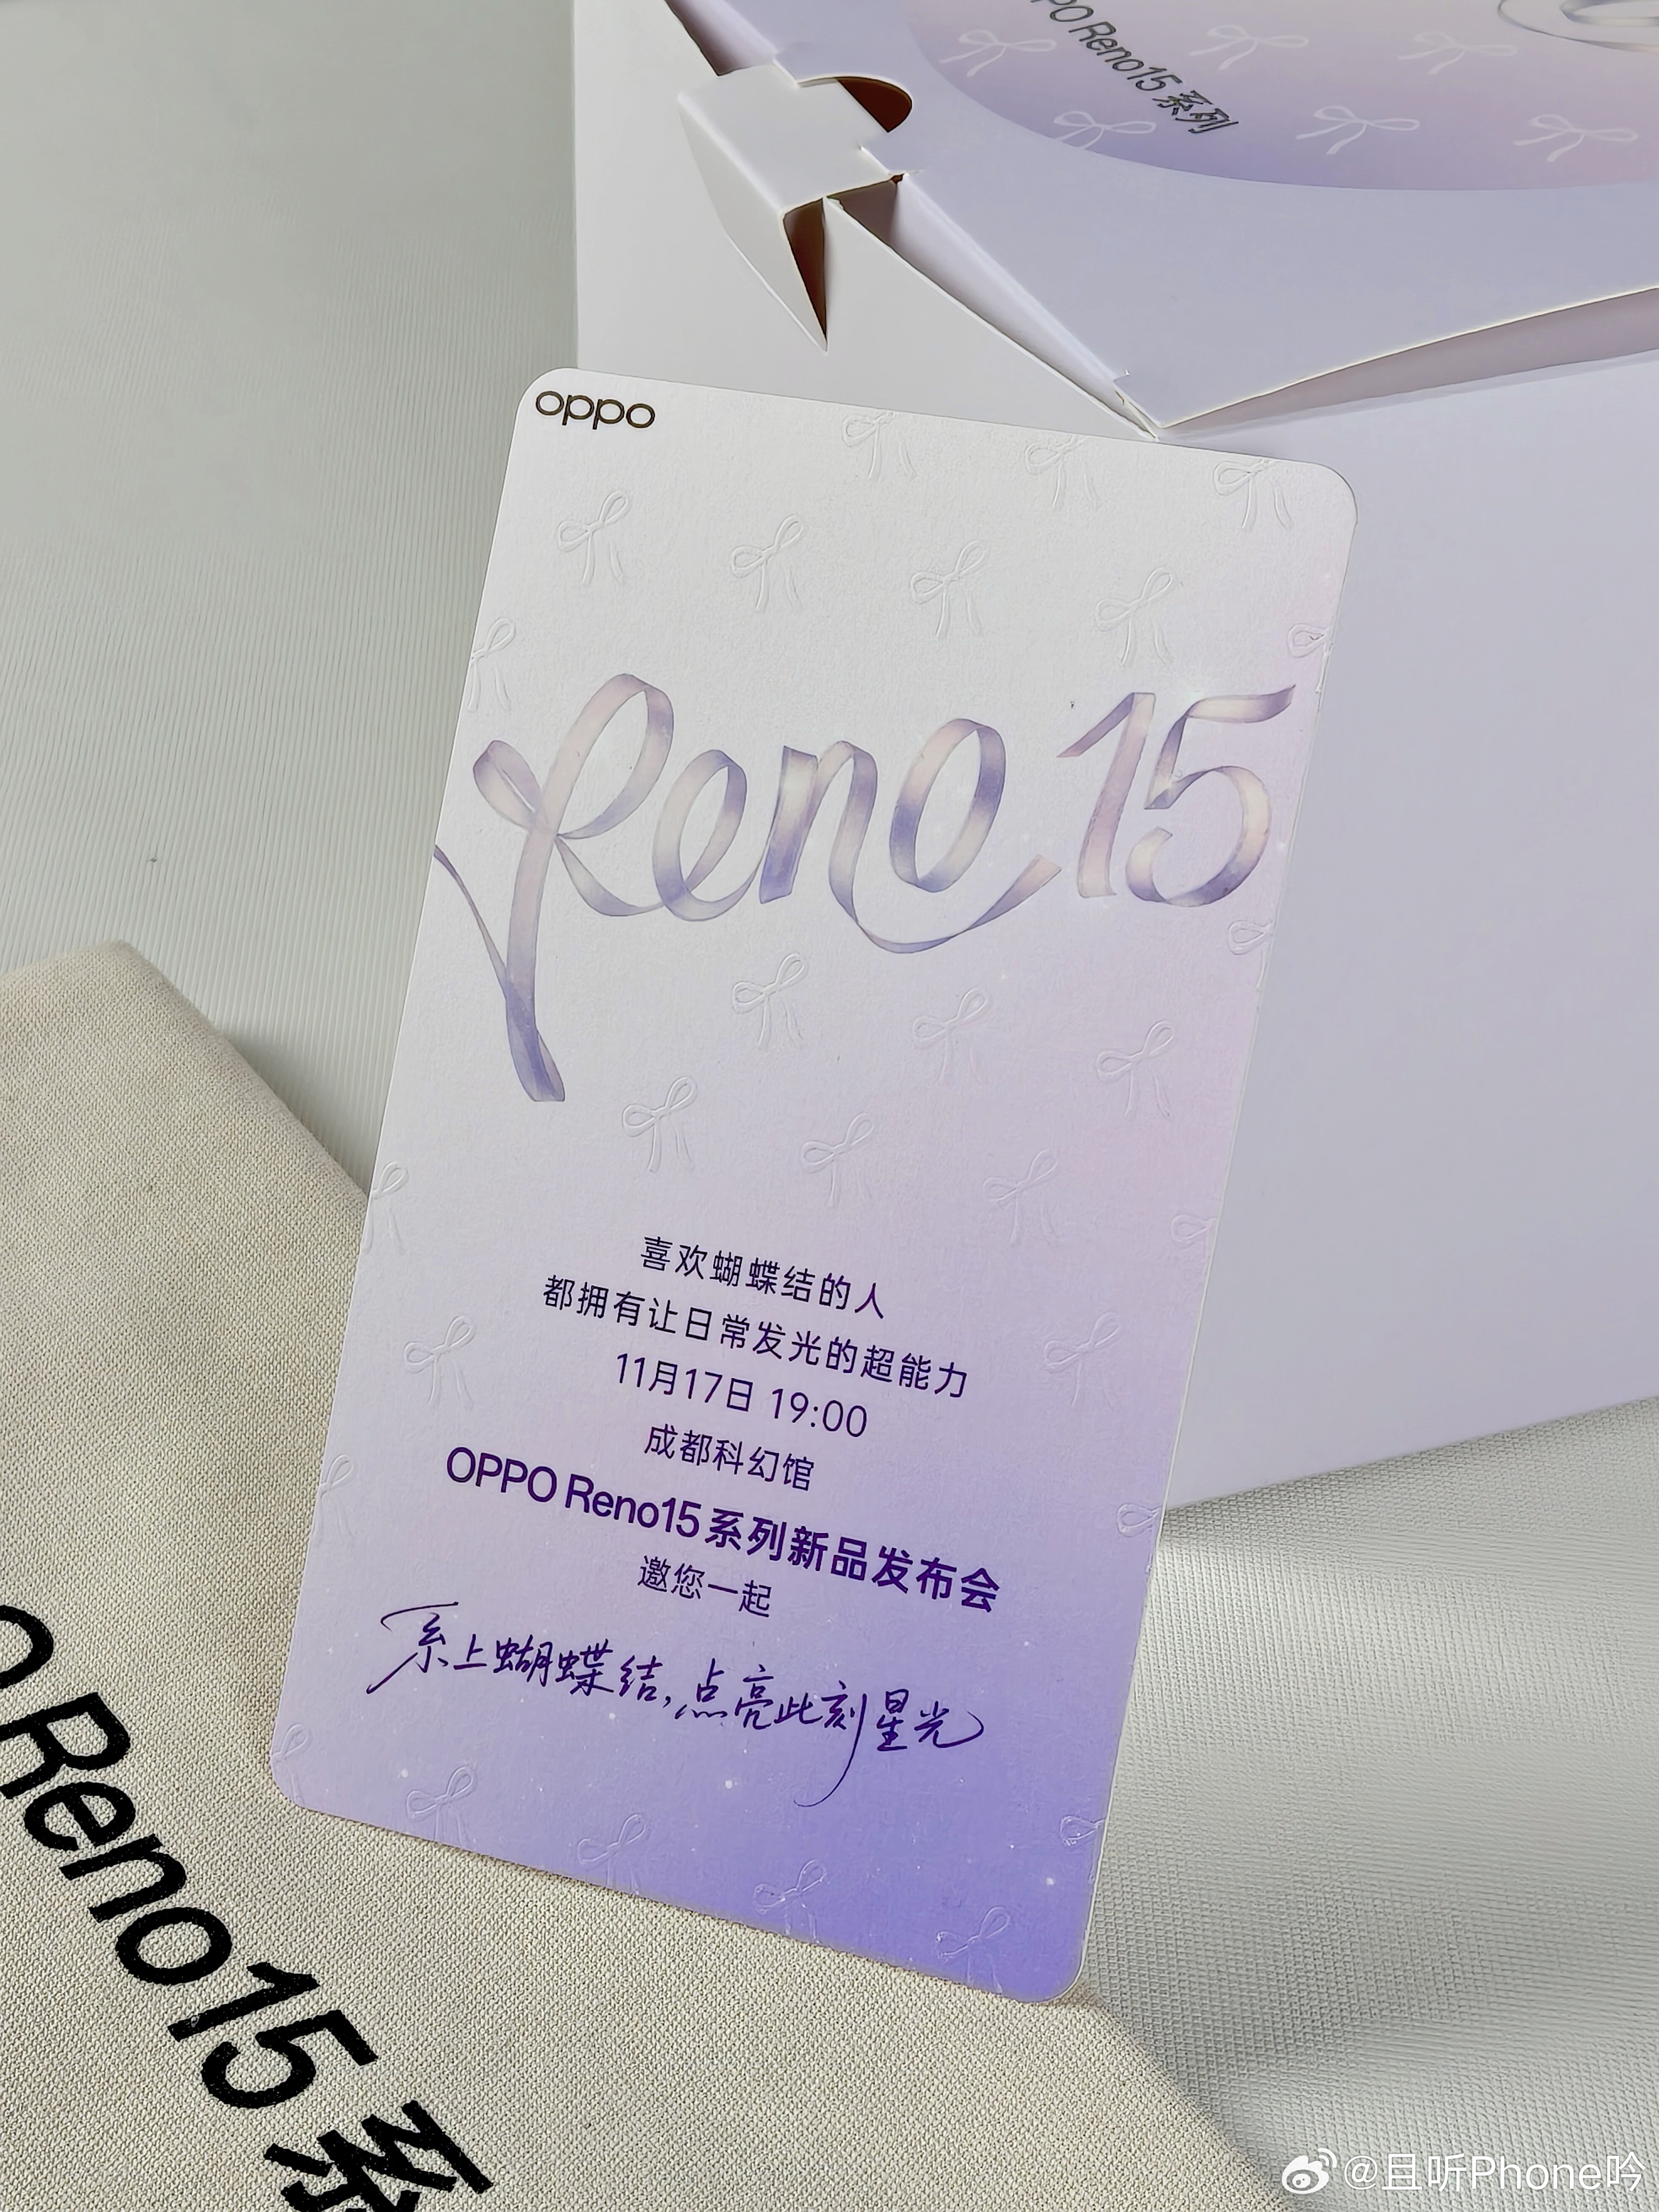 PPO Reno15 系列
oppo
Reno 15
喜欢蝴蝶结的人
都拥有让日常发光的超能力
11月17日 19:00
成都科幻馆
OPPO Reno15系列新品发布会
邀您一起
系上蝴蝶结,点亮此刻星光
O Reno15 系
@且听Phone吟